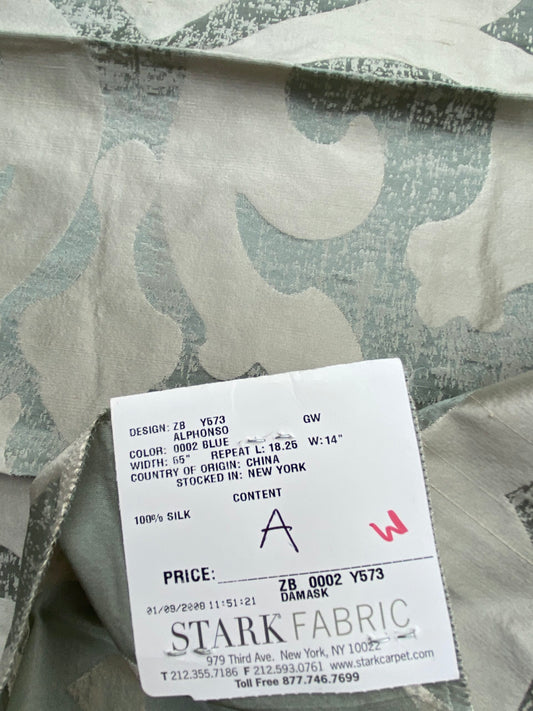 DESIGN: ZB Y573 GW
ALPHONSO
COLOR: 0002 BLUE
WIDTH: 55" REPEAT L: 18.25 W: 14"
COUNTRY OF ORIGIN: CHINA
STOCKED IN: NEW YORK
CONTENT
100% SILK
A
W
PRICE:
ZB 0002 Y573
01/09/2008 11:51:21 DAMASK
STARK FABRIC
979 Third Ave. New York, NY 10022
T 212.355.7186 F 212.593.0761 www.starkcarpet.com
Toll Free 877.746.7699